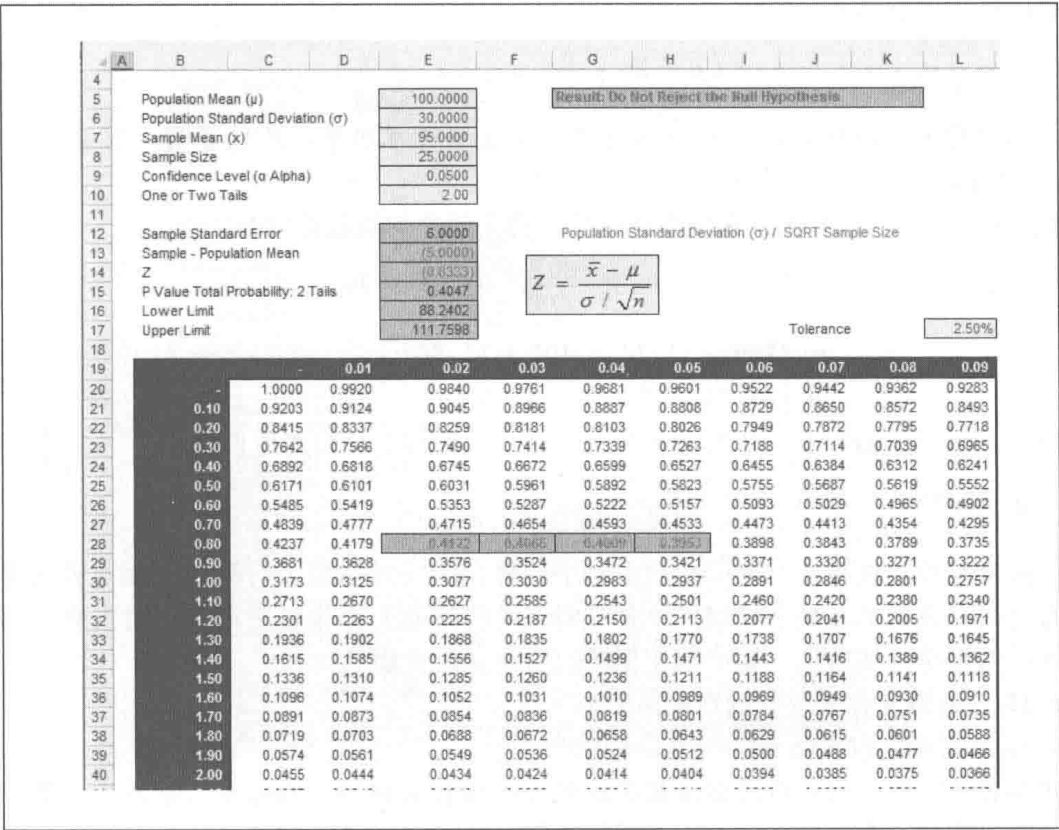 A B C D E F G H I J K L
4
5 Population Mean (μ) 100.0000 Result: Do Not Reject the Null Hypothesis
6 Population Standard Deviation (σ) 30.0000
7 Sample Mean (x) 95.0000
8 Sample Size 25.0000
9 Confidence Level (α Alpha) 0.0500
10 One or Two Tails 2.00
11
12 Sample Standard Error 6.0000 Population Standard Deviation (σ) / SQRT Sample Size
13 Sample - Population Mean (5.0000)
14 Z (0.8333) Z = x̄ − μ / σ / √n
15 P Value Total Probability: 2 Tails 0.4047
16 Lower Limit 88.2402
17 Upper Limit 111.7598 Tolerance 2.50%
18
19 - 0.01 0.02 0.03 0.04 0.05 0.06 0.07 0.08 0.09
20 - 1.0000 0.9920 0.9840 0.9761 0.9681 0.9601 0.9522 0.9442 0.9362 0.9283
21 0.10 0.9203 0.9124 0.9045 0.8966 0.8887 0.8808 0.8729 0.8650 0.8572 0.8493
22 0.20 0.8415 0.8337 0.8259 0.8181 0.8103 0.8026 0.7949 0.7872 0.7795 0.7718
23 0.30 0.7642 0.7566 0.7490 0.7414 0.7339 0.7263 0.7188 0.7114 0.7039 0.6965
24 0.40 0.6892 0.6818 0.6745 0.6672 0.6599 0.6527 0.6455 0.6384 0.6312 0.6241
25 0.50 0.6171 0.6101 0.6031 0.5961 0.5892 0.5823 0.5755 0.5687 0.5619 0.5552
26 0.60 0.5485 0.5419 0.5353 0.5287 0.5222 0.5157 0.5093 0.5029 0.4965 0.4902
27 0.70 0.4839 0.4777 0.4715 0.4654 0.4593 0.4533 0.4473 0.4413 0.4354 0.4295
28 0.80 0.4237 0.4179 0.4122 0.4065 0.4009 0.3953 0.3898 0.3843 0.3789 0.3735
29 0.90 0.3681 0.3628 0.3576 0.3524 0.3472 0.3421 0.3371 0.3320 0.3271 0.3222
30 1.00 0.3173 0.3125 0.3077 0.3030 0.2983 0.2937 0.2891 0.2846 0.2801 0.2757
31 1.10 0.2713 0.2670 0.2627 0.2585 0.2543 0.2501 0.2460 0.2420 0.2380 0.2340
32 1.20 0.2301 0.2263 0.2225 0.2187 0.2150 0.2113 0.2077 0.2041 0.2005 0.1971
33 1.30 0.1936 0.1902 0.1868 0.1835 0.1802 0.1770 0.1738 0.1707 0.1676 0.1645
34 1.40 0.1615 0.1585 0.1556 0.1527 0.1499 0.1471 0.1443 0.1416 0.1389 0.1362
35 1.50 0.1336 0.1310 0.1285 0.1260 0.1236 0.1211 0.1188 0.1164 0.1141 0.1118
36 1.60 0.1096 0.1074 0.1052 0.1031 0.1010 0.0989 0.0969 0.0949 0.0930 0.0910
37 1.70 0.0891 0.0873 0.0854 0.0836 0.0819 0.0801 0.0784 0.0767 0.0751 0.0735
38 1.80 0.0719 0.0703 0.0688 0.0672 0.0658 0.0643 0.0629 0.0615 0.0601 0.0588
39 1.90 0.0574 0.0561 0.0549 0.0536 0.0524 0.0512 0.0500 0.0488 0.0477 0.0466
40 2.00 0.0455 0.0444 0.0434 0.0424 0.0414 0.0404 0.0394 0.0385 0.0375 0.0366